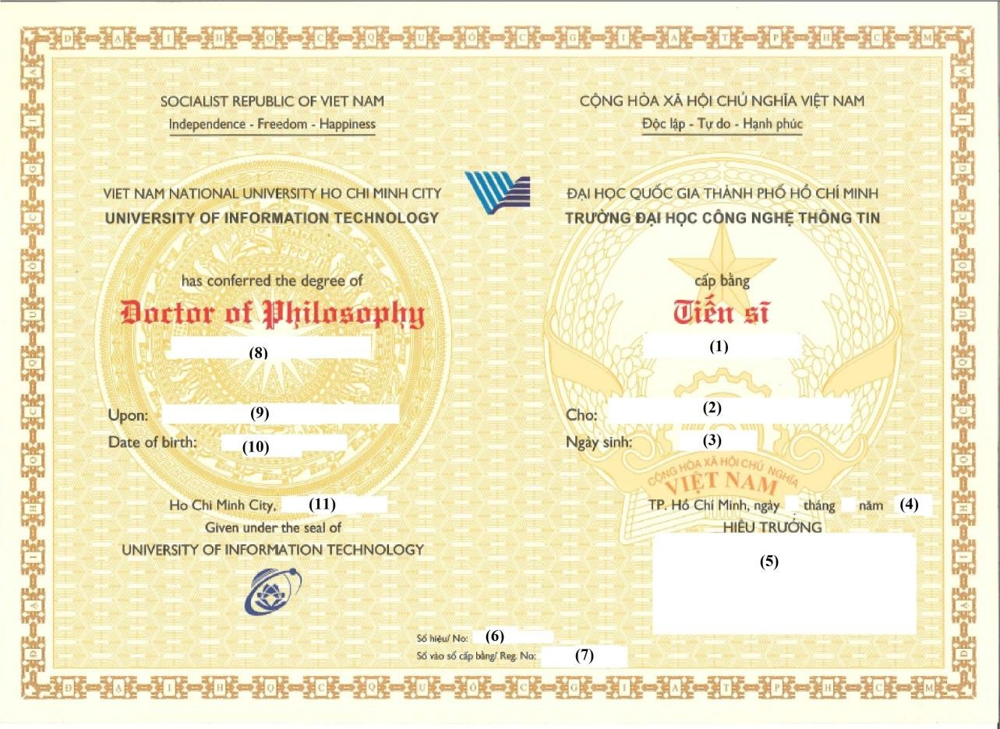 Đ Ạ I H Ọ C Q U Ố C G I A T P H C M
SOCIALIST REPUBLIC OF VIET NAM
Independence - Freedom - Happiness
VIET NAM NATIONAL UNIVERSITY HO CHI MINH CITY
UNIVERSITY OF INFORMATION TECHNOLOGY
has conferred the degree of
Doctor of Philosophy
(8)
Upon: (9)
Date of birth: (10)
Ho Chi Minh City, (11)
Given under the seal of
UNIVERSITY OF INFORMATION TECHNOLOGY
CỘNG HÒA XÃ HỘI CHỦ NGHĨA VIỆT NAM
Độc lập - Tự do - Hạnh phúc
ĐẠI HỌC QUỐC GIA THÀNH PHỐ HỒ CHÍ MINH
TRƯỜNG ĐẠI HỌC CÔNG NGHỆ THÔNG TIN
cấp bằng
Tiến sĩ
(1)
Cho: (2)
Ngày sinh: (3)
CỘNG HÒA XÃ HỘI CHỦ NGHĨA
VIỆT NAM
TP. Hồ Chí Minh, ngày tháng năm (4)
HIỆU TRƯỞNG
(5)
Số hiệu/ No: (6)
Số vào sổ cấp bằng/ Reg. No: (7)
Đ Ạ I H Ọ C Q U Ố C G I A T P H C M